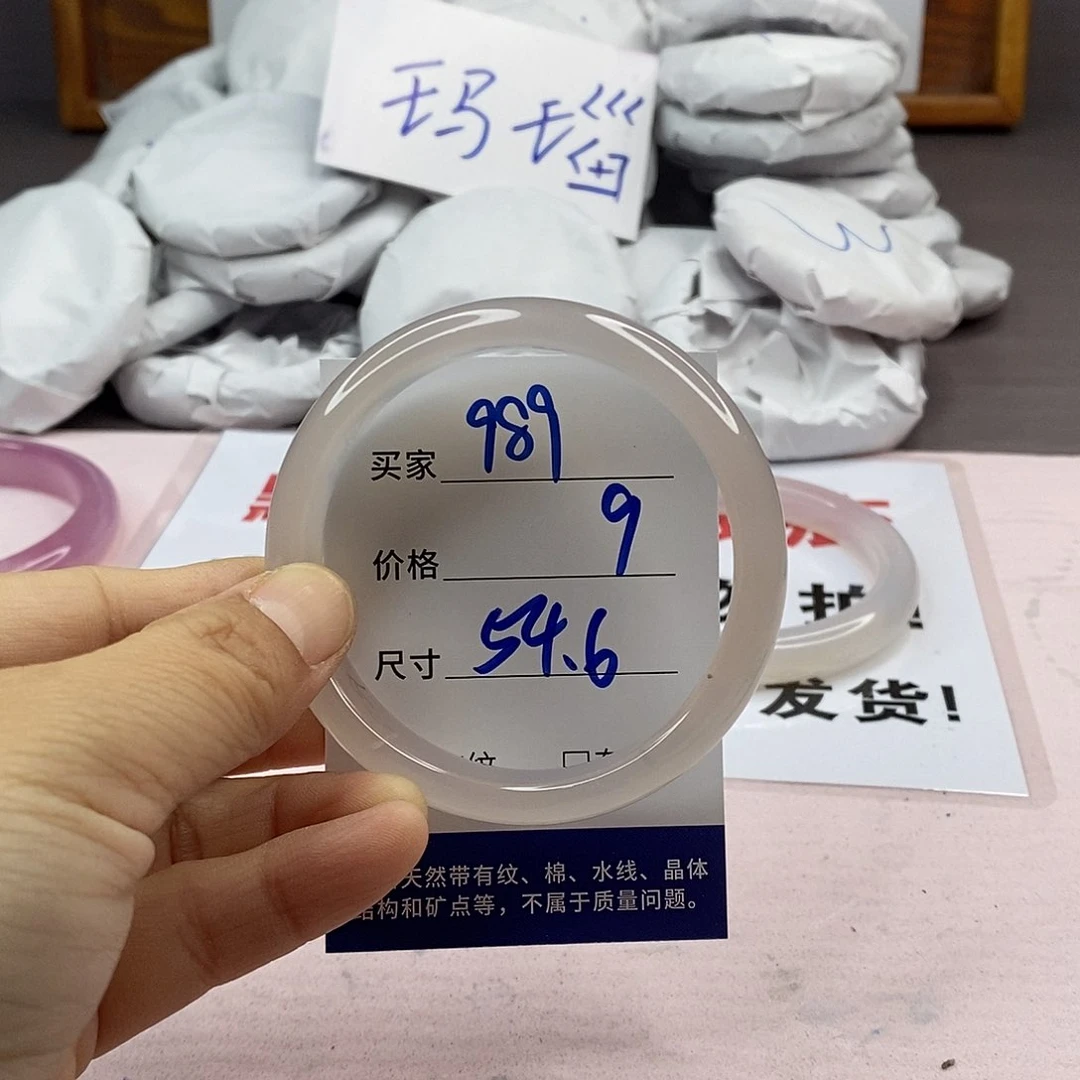 玛瑙
W
买家 989
价格 9
尺寸 54.6
拍!
发货!
天然带有纹、棉、水线、晶体
结构和矿点等，不属于质量问题。